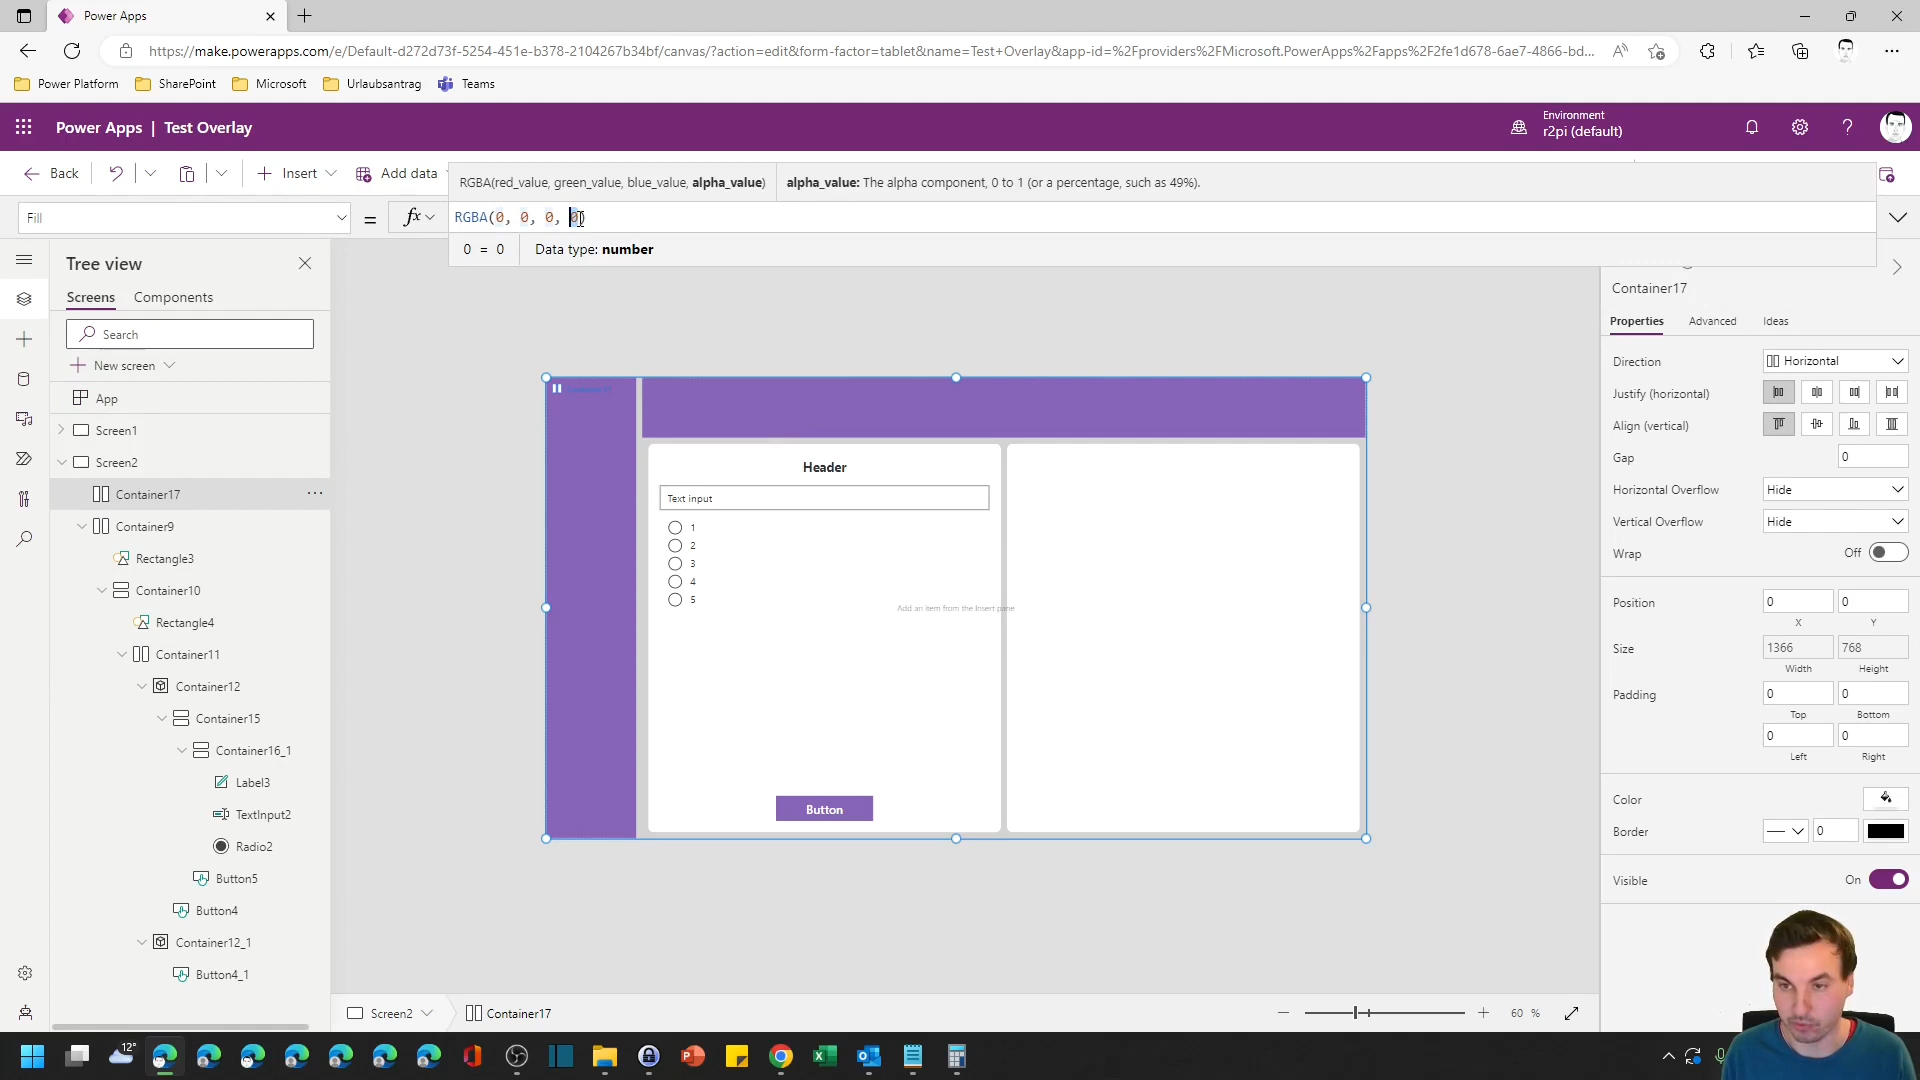 Power Apps
https://make.powerapps.com/e/Default-d272d73f-5254-451e-b378-2104267b34bf/canvas/?action=edit&form-factor=tablet&name=Test+Overlay&app-id=%2Fproviders%2FMicrosoft.PowerApps%2Fapps%2F2fe1d678-6ae7-4866-bd...
Power Platform
SharePoint
Microsoft
Urlaubsantrag
Teams
Power Apps | Test Overlay
Environment
r2pi (default)
Back
Insert
Add data
RGBA(red_value, green_value, blue_value, alpha_value)
alpha_value: The alpha component, 0 to 1 (or a percentage, such as 49%).
Fill
=
fx
RGBA(0, 0, 0, 0)
0 = 0
Data type: number
Tree view
Screens
Components
Search
New screen
App
Screen1
Screen2
Container17
Container9
Rectangle3
Container10
Rectangle4
Container11
Container12
Container15
Container16_1
Label3
TextInput2
Radio2
Button5
Button4
Container12_1
Button4_1
Container17
Header
Text input
1
2
3
4
5
Add an item from the Insert pane
Button
Container17
Properties
Advanced
Ideas
Direction
Horizontal
Justify (horizontal)
Align (vertical)
Gap
0
Horizontal Overflow
Hide
Vertical Overflow
Hide
Wrap
Off
Position
0
0
X
Y
Size
1366
768
Width
Height
Padding
0
0
Top
Bottom
0
0
Left
Right
Color
Border
0
Visible
On
Screen2
Container17
60 %
12°